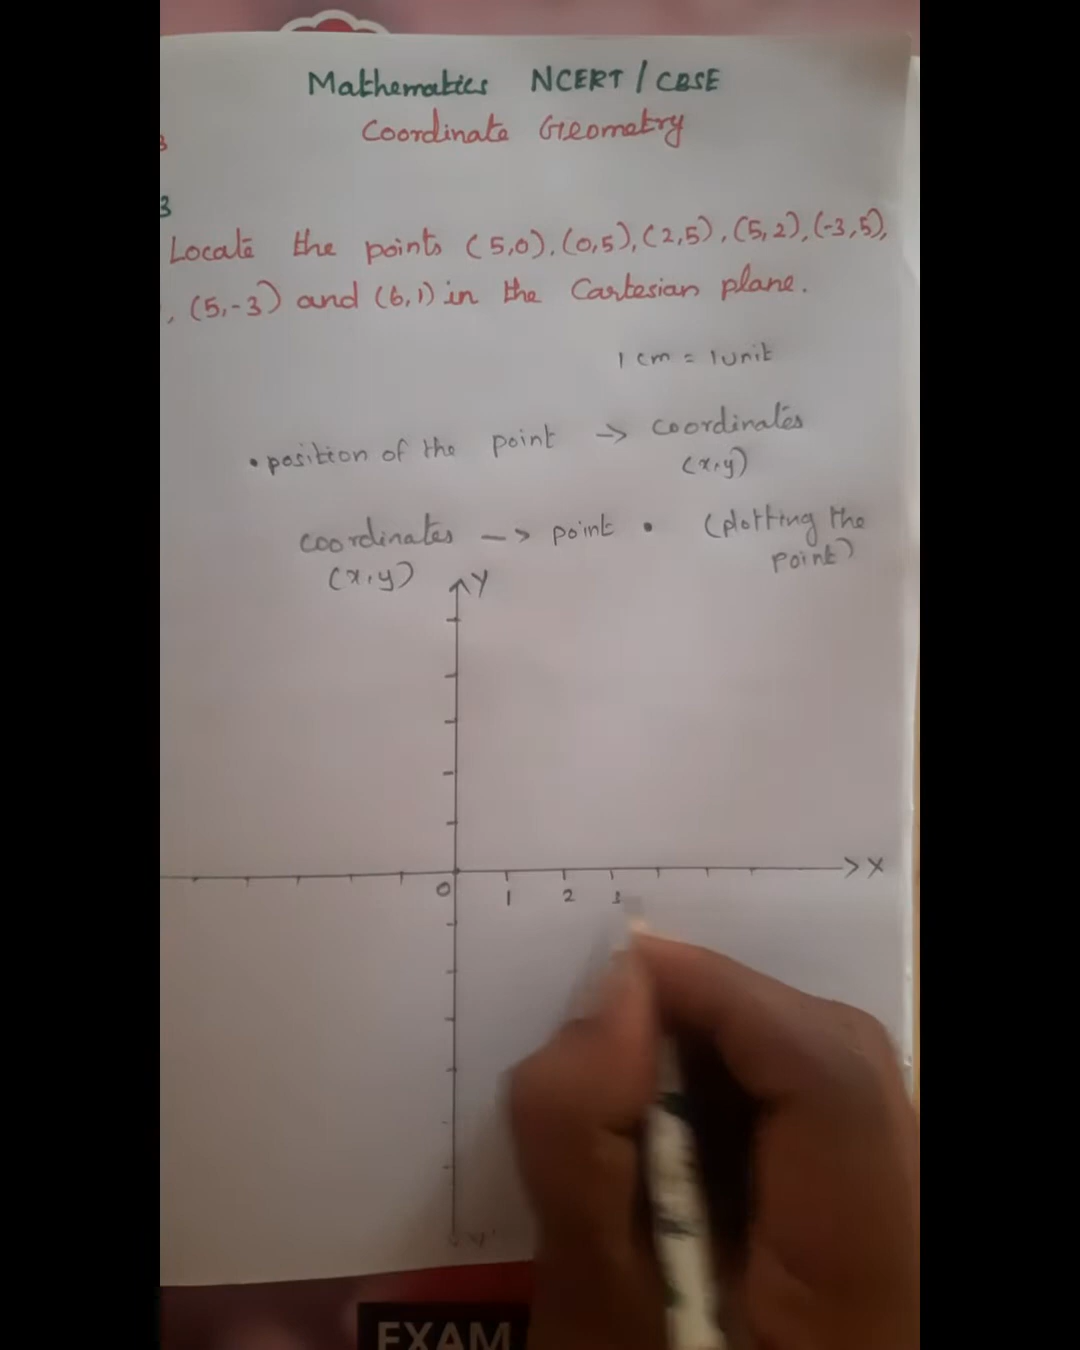 Mathematics NCERT / CBSE
Coordinate Geometry
3
3
Locate the points (5,0), (0,5), (2,5), (5,2), (-3,5),
, (5,-3) and (6,1) in the Cartesian plane.
1 cm = 1 unit
• position of the point -> coordinates
(x,y)
coordinates -> point • (plotting the
point)
(x,y)
Y
X
0 1 2 3
Y'
EXAM